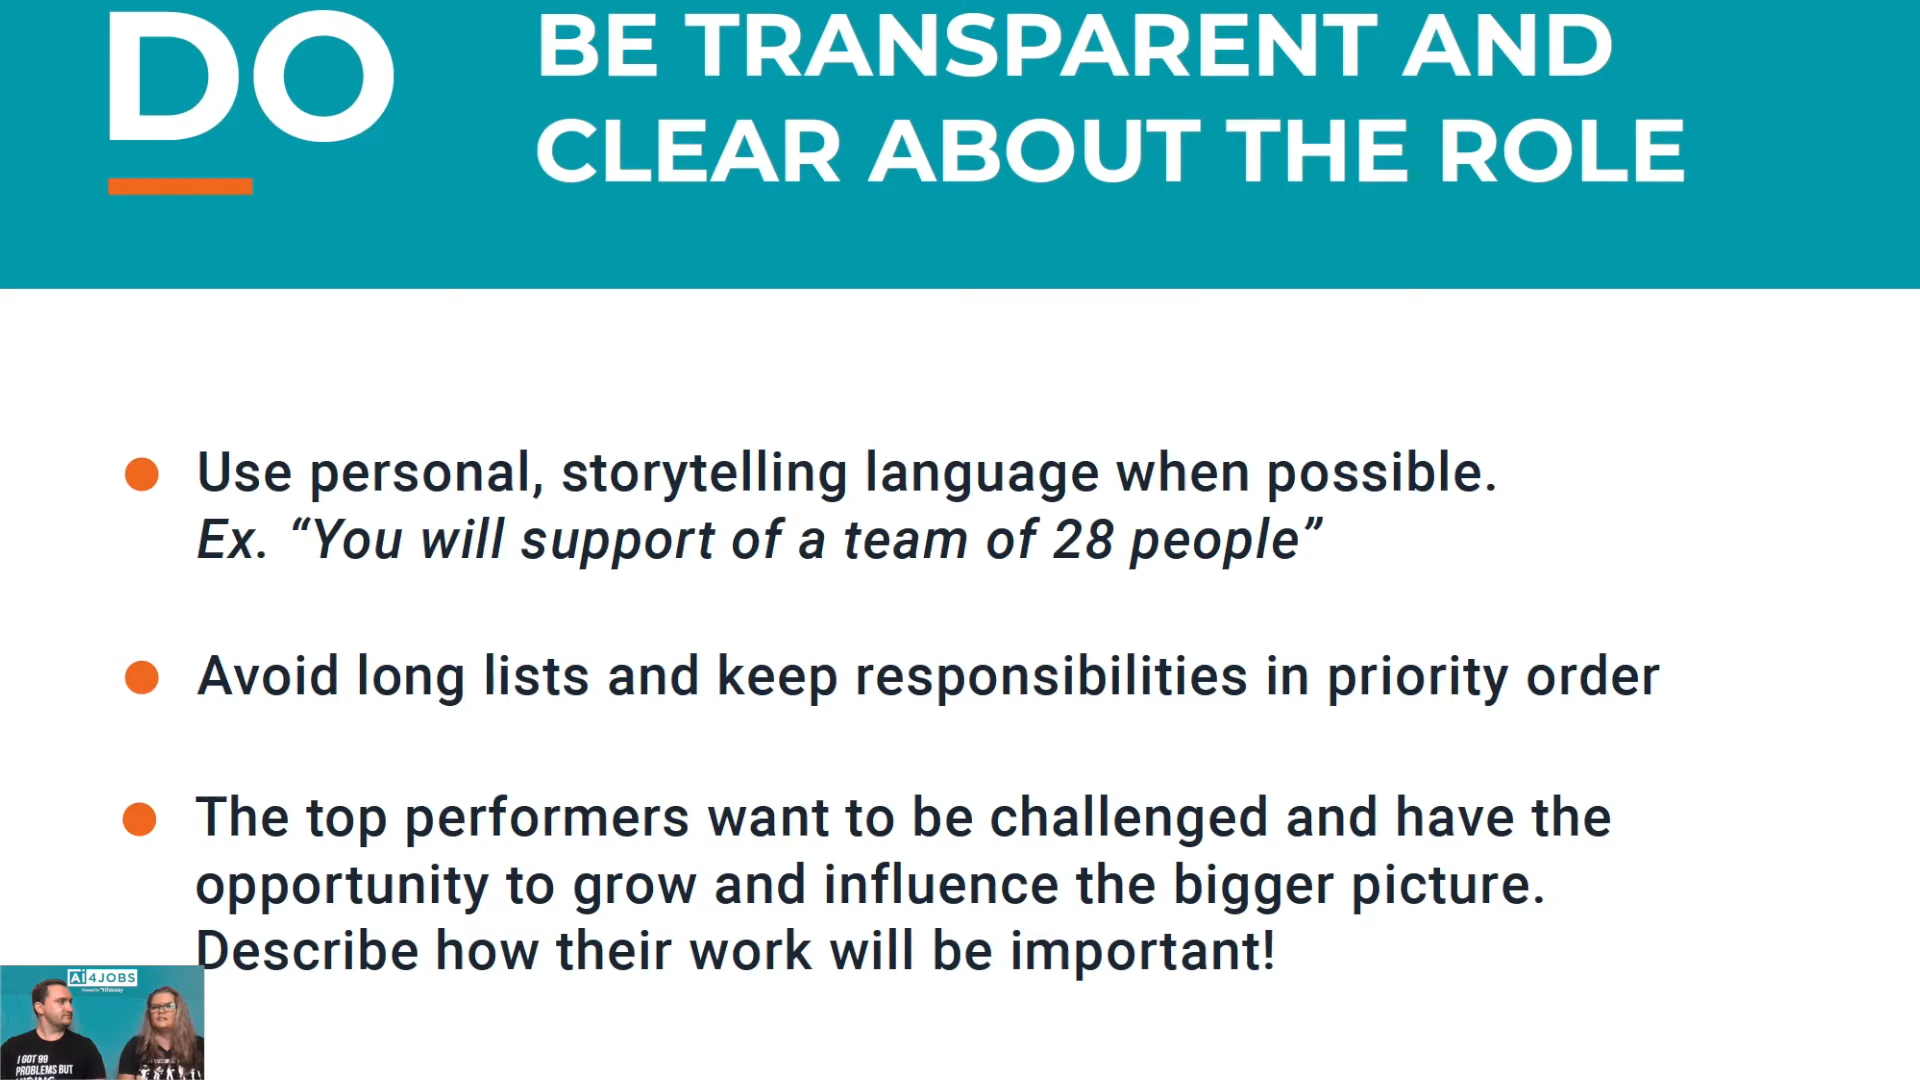 DO
BE TRANSPARENT AND
CLEAR ABOUT THE ROLE
Use personal, storytelling language when possible.
Ex. “You will support of a team of 28 people”
Avoid long lists and keep responsibilities in priority order
The top performers want to be challenged and have the
opportunity to grow and influence the bigger picture.
Describe how their work will be important!
Ai4JOBS
I GOT 99
PROBLEMS BUT